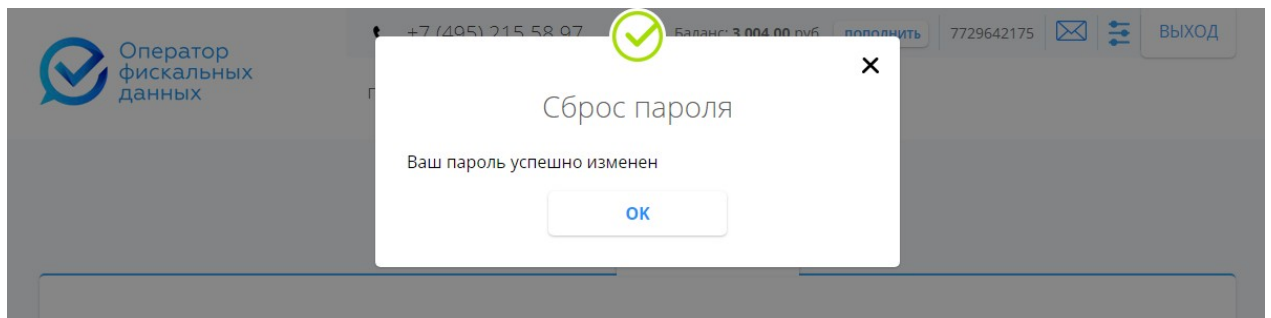 +7 (495) 215 58 97
Баланс: 3 004.00 руб
пополнить
7729642175
ВЫХОД
Оператор
фискальных
данных
Сброс пароля
Ваш пароль успешно изменен
ОК